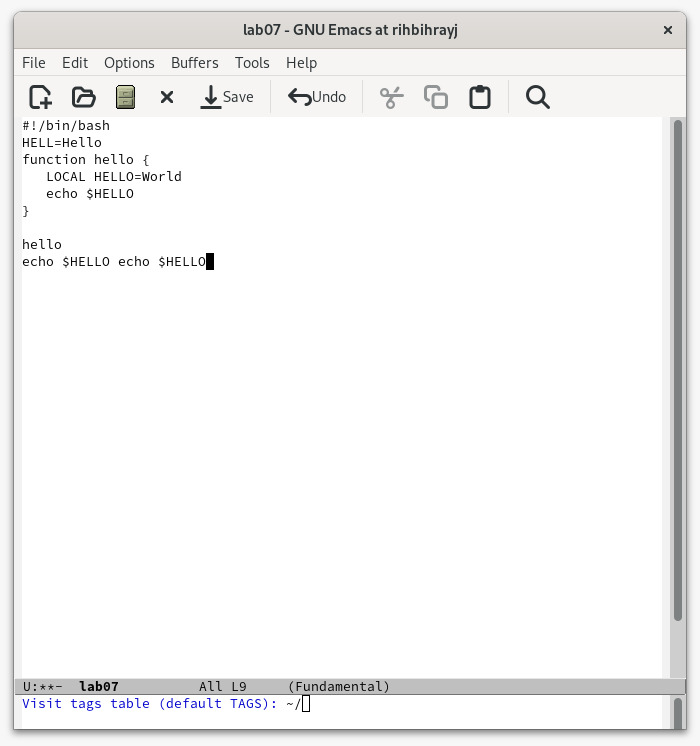 lab07 - GNU Emacs at rihbihrayj ×
File Edit Options Buffers Tools Help
Save Undo
#!/bin/bash
HELL=Hello
function hello {
   LOCAL HELLO=World
   echo $HELLO
}

hello
echo $HELLO echo $HELLO
U:**-  lab07          All L9     (Fundamental)
Visit tags table (default TAGS): ~/